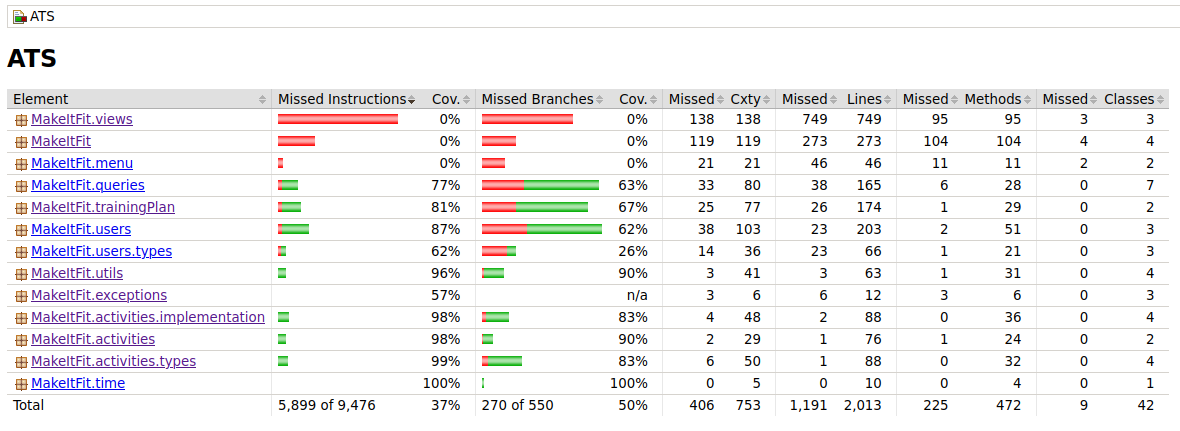 ATS
ATS
Element Missed Instructions Cov. Missed Branches Cov. Missed Cxty Missed Lines Missed Methods Missed Classes
MakeItFit.views 0% 0% 138 138 749 749 95 95 3 3
MakeItFit 0% 0% 119 119 273 273 104 104 4 4
MakeItFit.menu 0% 0% 21 21 46 46 11 11 2 2
MakeItFit.queries 77% 63% 33 80 38 165 6 28 0 7
MakeItFit.trainingPlan 81% 67% 25 77 26 174 1 29 0 2
MakeItFit.users 87% 62% 38 103 23 203 2 51 0 3
MakeItFit.users.types 62% 26% 14 36 23 66 1 21 0 3
MakeItFit.utils 96% 90% 3 41 3 63 1 31 0 4
MakeItFit.exceptions 57% n/a 3 6 6 12 3 6 0 3
MakeItFit.activities.implementation 98% 83% 4 48 2 88 0 36 0 4
MakeItFit.activities 98% 90% 2 29 1 76 1 24 0 2
MakeItFit.activities.types 99% 83% 6 50 1 88 0 32 0 4
MakeItFit.time 100% 100% 0 5 0 10 0 4 0 1
Total 5,899 of 9,476 37% 270 of 550 50% 406 753 1,191 2,013 225 472 9 42